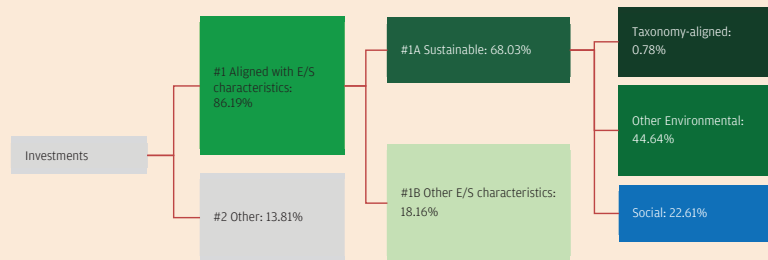 Investments
#1 Aligned with E/S
characteristics:
86.19%
#2 Other: 13.81%
#1A Sustainable: 68.03%
#1B Other E/S characteristics:
18.16%
Taxonomy-aligned:
0.78%
Other Environmental:
44.64%
Social: 22.61%